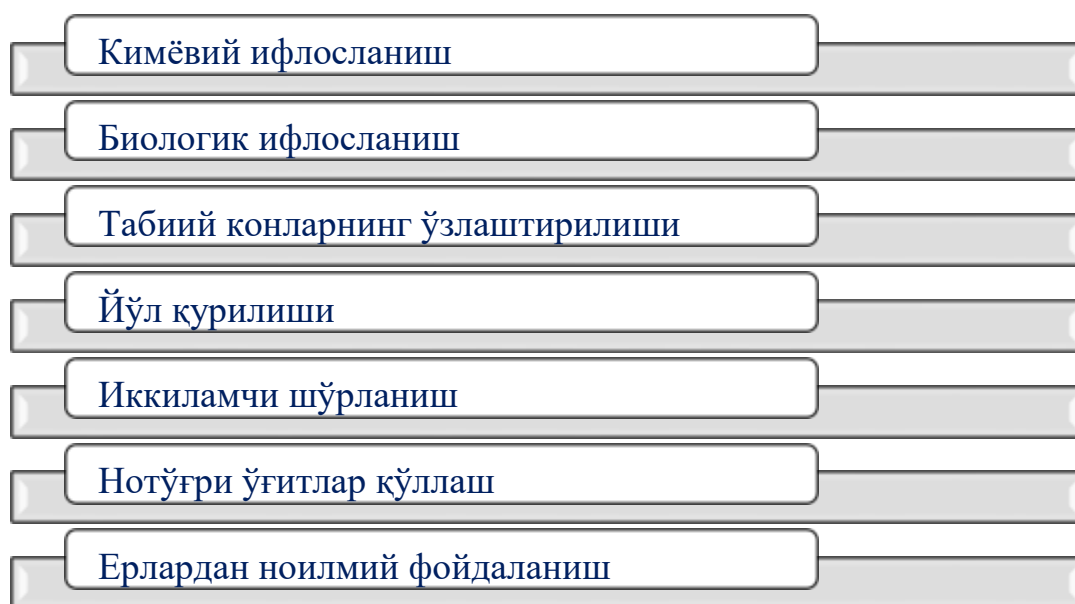 Кимёвий ифлосланиш
Биологик ифлосланиш
Табиий конларнинг ўзлаштирилиши
Йўл қурилиши
Иккиламчи шўрланиш
Нотўғри ўғитлар қўллаш
Ерлардан ноилмий фойдаланиш